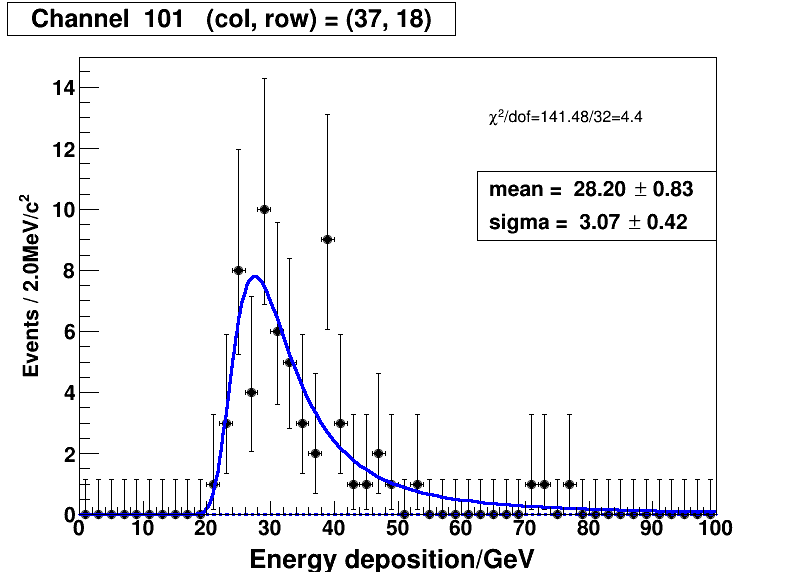 Channel 101 (col, row) = (37, 18)
χ²/dof=141.48/32=4.4
mean = 28.20 ± 0.83
sigma = 3.07 ± 0.42
Events / 2.0MeV/c²
14
12
10
8
6
4
2
0
0 10 20 30 40 50 60 70 80 90 100
Energy deposition/GeV